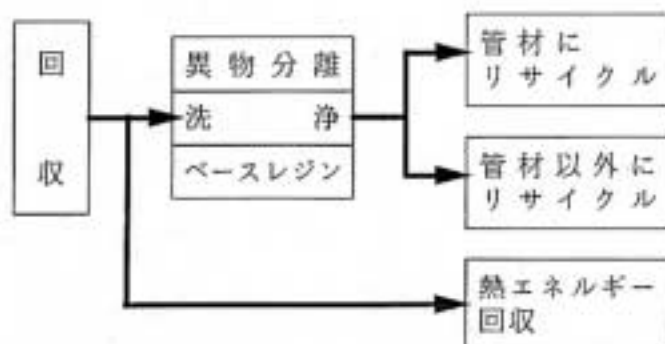 回収
異物分離
洗浄
ベースレジン
管材に
リサイクル
管材以外に
リサイクル
熱エネルギー
回収